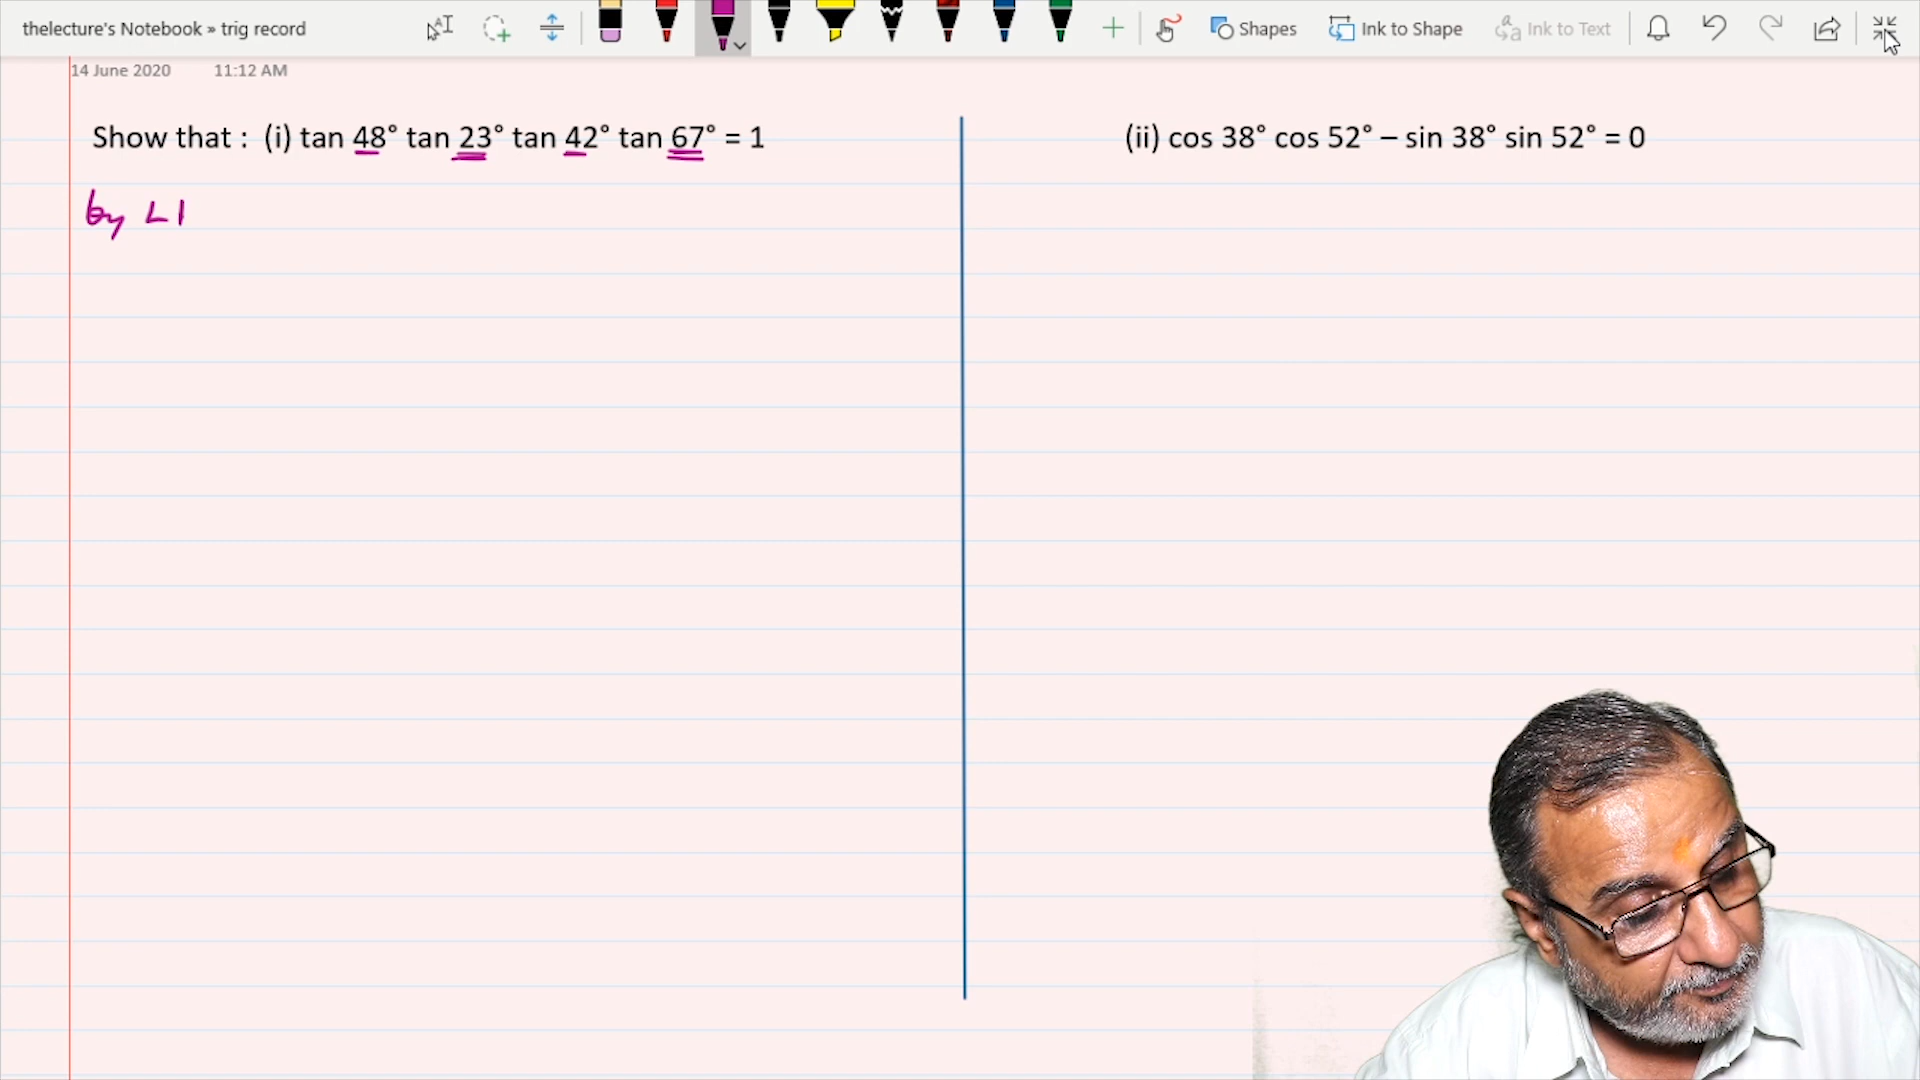 thelecture's Notebook » trig record
Shapes
Ink to Shape
Ink to Text
14 June 2020 11:12 AM
Show that : (i) tan 48° tan 23° tan 42° tan 67° = 1
(ii) cos 38° cos 52° – sin 38° sin 52° = 0
by LH